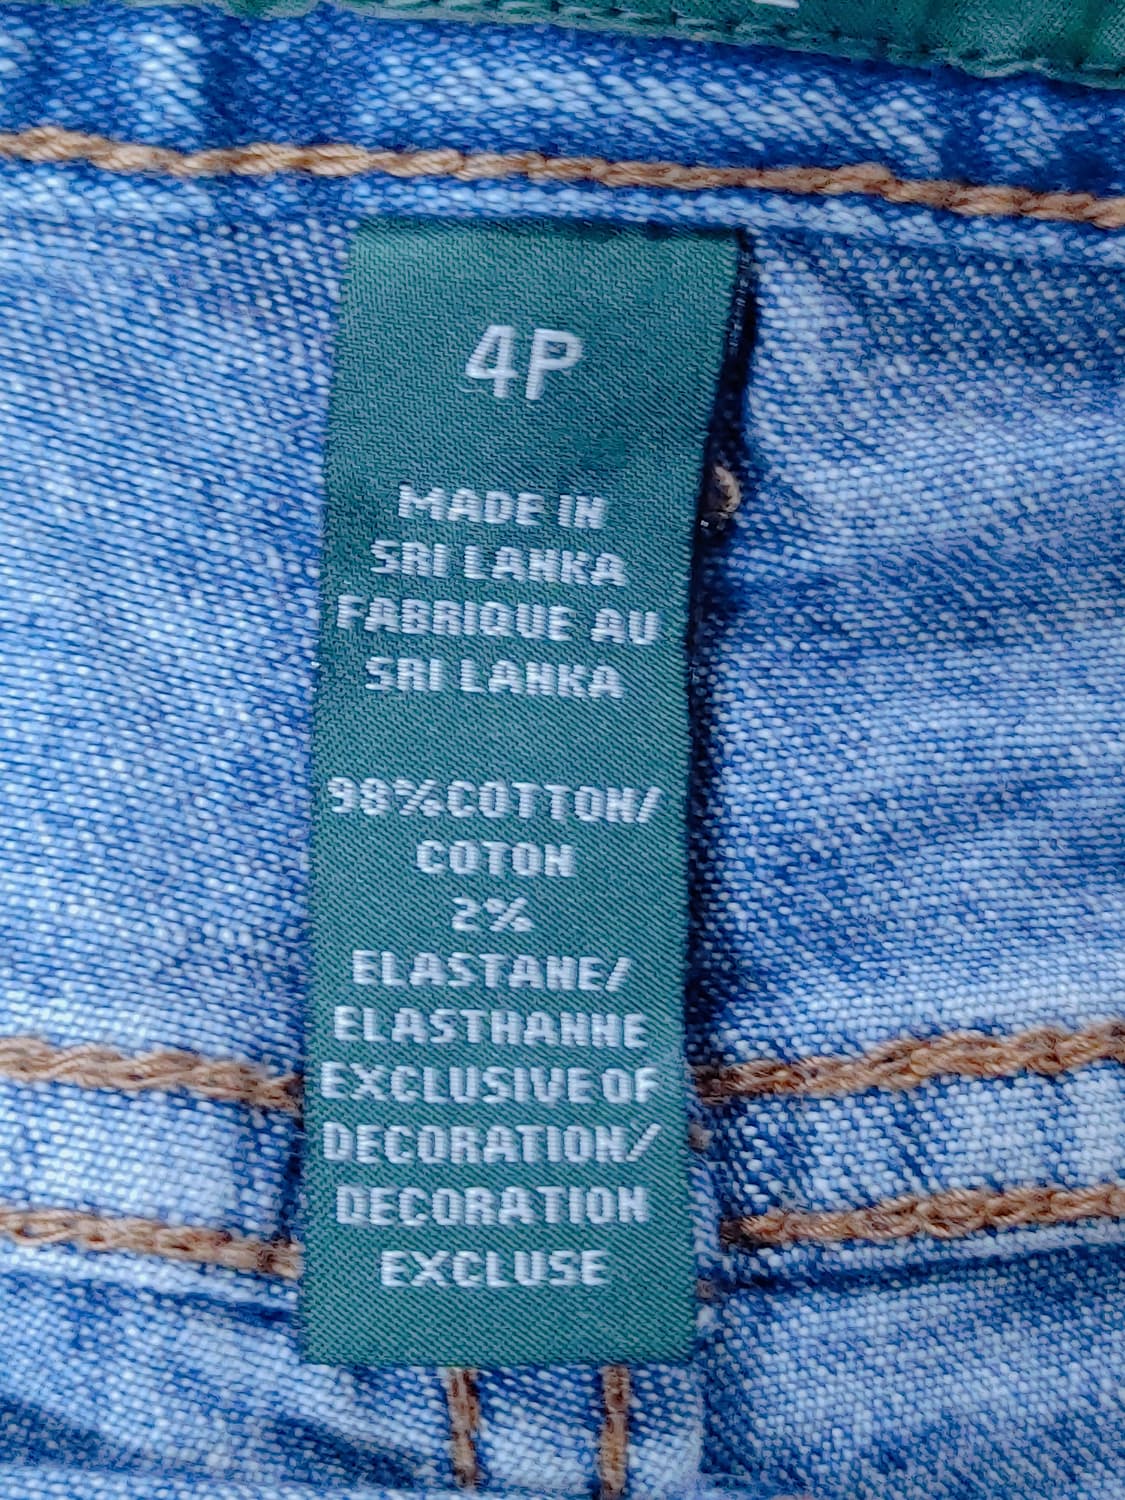 4P
MADE IN
SRI LANKA
FABRIQUE AU
SRI LANKA
98%COTTON/
COTON
2%
ELASTANE/
ELASTHANNE
EXCLUSIVE OF
DECORATION/
DECORATION
EXCLUSE